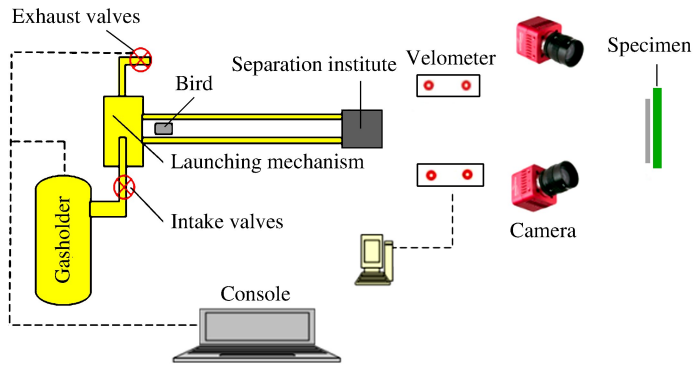 Exhaust valves
Specimen
Separation institute
Velometer
Bird
Launching mechanism
Intake valves
Camera
Gasholder
Console